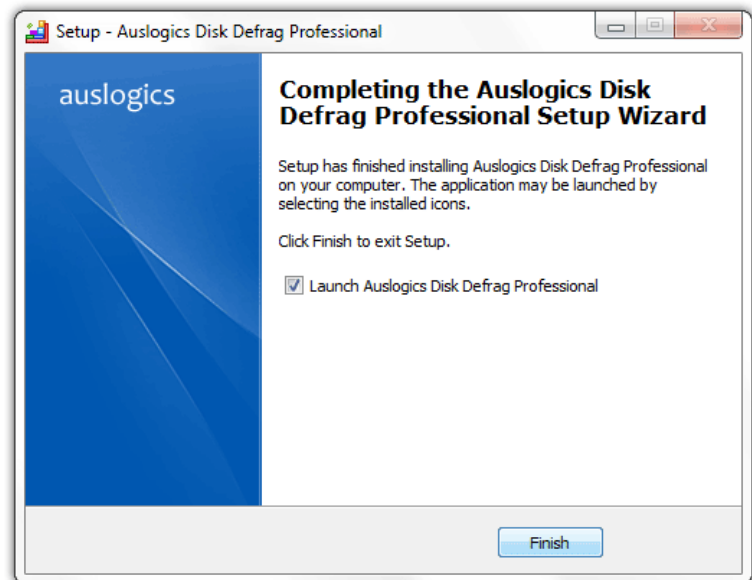 Setup - Auslogics Disk Defrag Professional
auslogics
Completing the Auslogics Disk
Defrag Professional Setup Wizard
Setup has finished installing Auslogics Disk Defrag Professional
on your computer. The application may be launched by
selecting the installed icons.
Click Finish to exit Setup.
Launch Auslogics Disk Defrag Professional
Finish